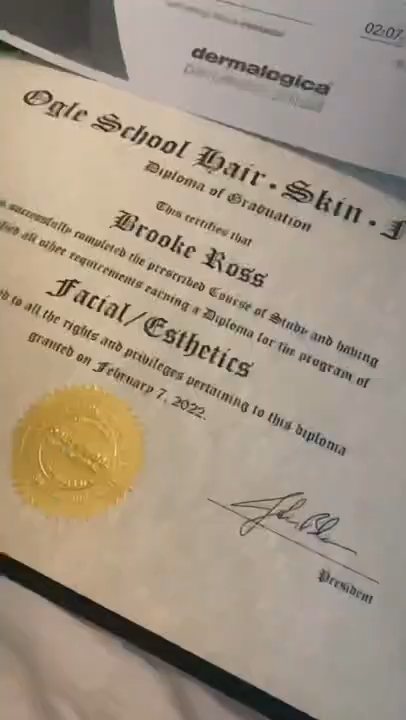 02:07
dermalogica
Ogle School Hair • Skin •
Diploma of Graduation
This certifies that
Brooke Ross
successfully completed the prescribed Course of Study and having
all other requirements earning a Diploma for the program of
Facial/Esthetics
to all the rights and privileges pertaining to this diploma
granted on February 7, 2022.
President